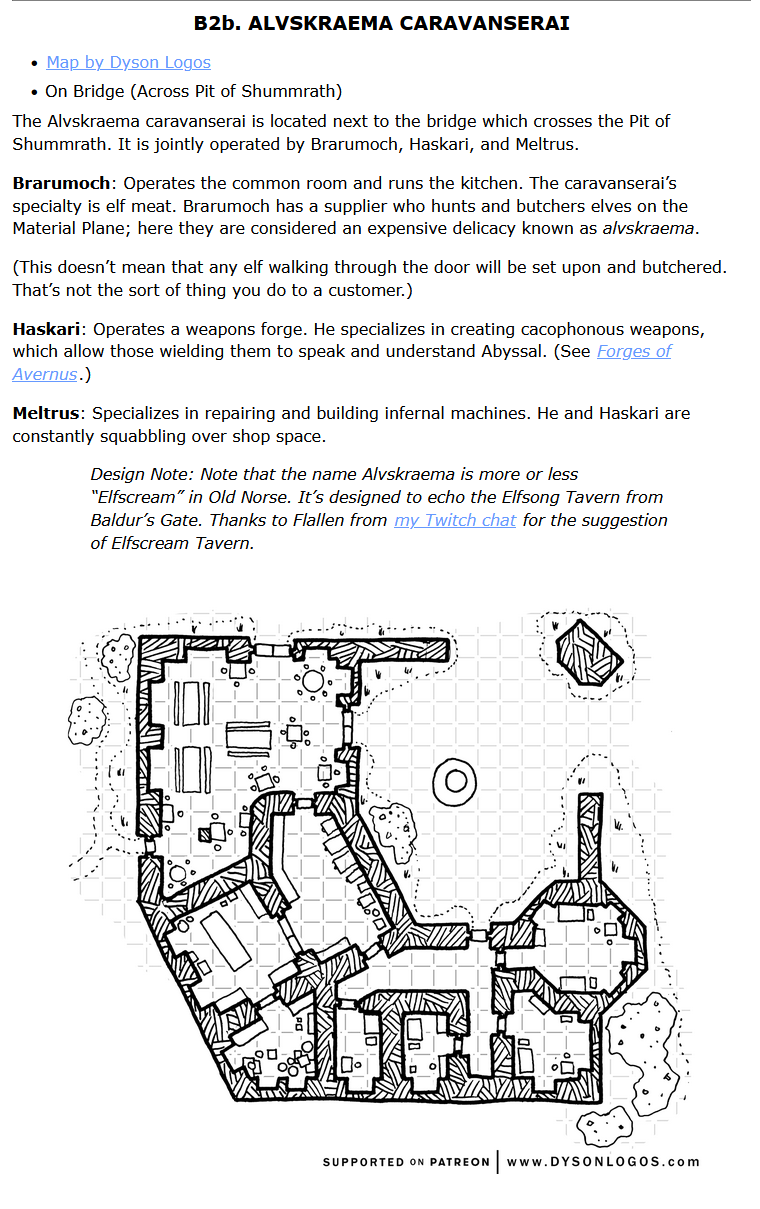 B2b. ALVSKRAEMA CARAVANSERAI
• Map by Dyson Logos
• On Bridge (Across Pit of Shummrath)
The Alvskraema caravanserai is located next to the bridge which crosses the Pit of
Shummrath. It is jointly operated by Brarumoch, Haskari, and Meltrus.
Brarumoch: Operates the common room and runs the kitchen. The caravanserai’s
specialty is elf meat. Brarumoch has a supplier who hunts and butchers elves on the
Material Plane; here they are considered an expensive delicacy known as alvskraema.
(This doesn’t mean that any elf walking through the door will be set upon and butchered.
That’s not the sort of thing you do to a customer.)
Haskari: Operates a weapons forge. He specializes in creating cacophonous weapons,
which allow those wielding them to speak and understand Abyssal. (See Forges of
Avernus.)
Meltrus: Specializes in repairing and building infernal machines. He and Haskari are
constantly squabbling over shop space.
Design Note: Note that the name Alvskraema is more or less
“Elfscream” in Old Norse. It’s designed to echo the Elfsong Tavern from
Baldur’s Gate. Thanks to Flallen from my Twitch chat for the suggestion
of Elfscream Tavern.
SUPPORTED ON PATREON | www.DYSONLOGOS.com